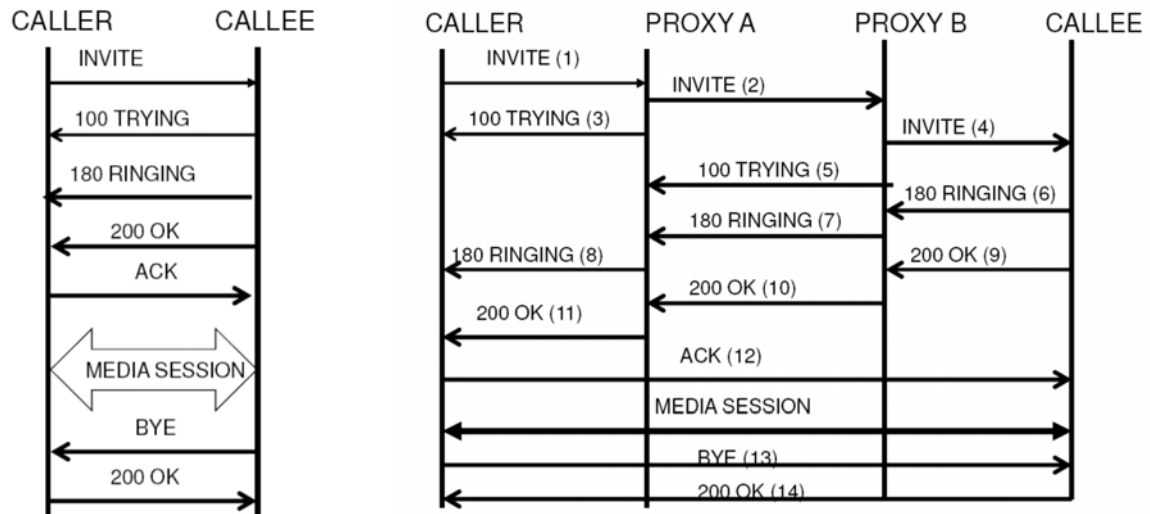 CALLER CALLEE
INVITE
100 TRYING
180 RINGING
200 OK
ACK
MEDIA SESSION
BYE
200 OK
CALLER PROXY A PROXY B CALLEE
INVITE (1)
INVITE (2)
100 TRYING (3)
INVITE (4)
100 TRYING (5)
180 RINGING (6)
180 RINGING (7)
180 RINGING (8)
200 OK (9)
200 OK (10)
200 OK (11)
ACK (12)
MEDIA SESSION
BYE (13)
200 OK (14)